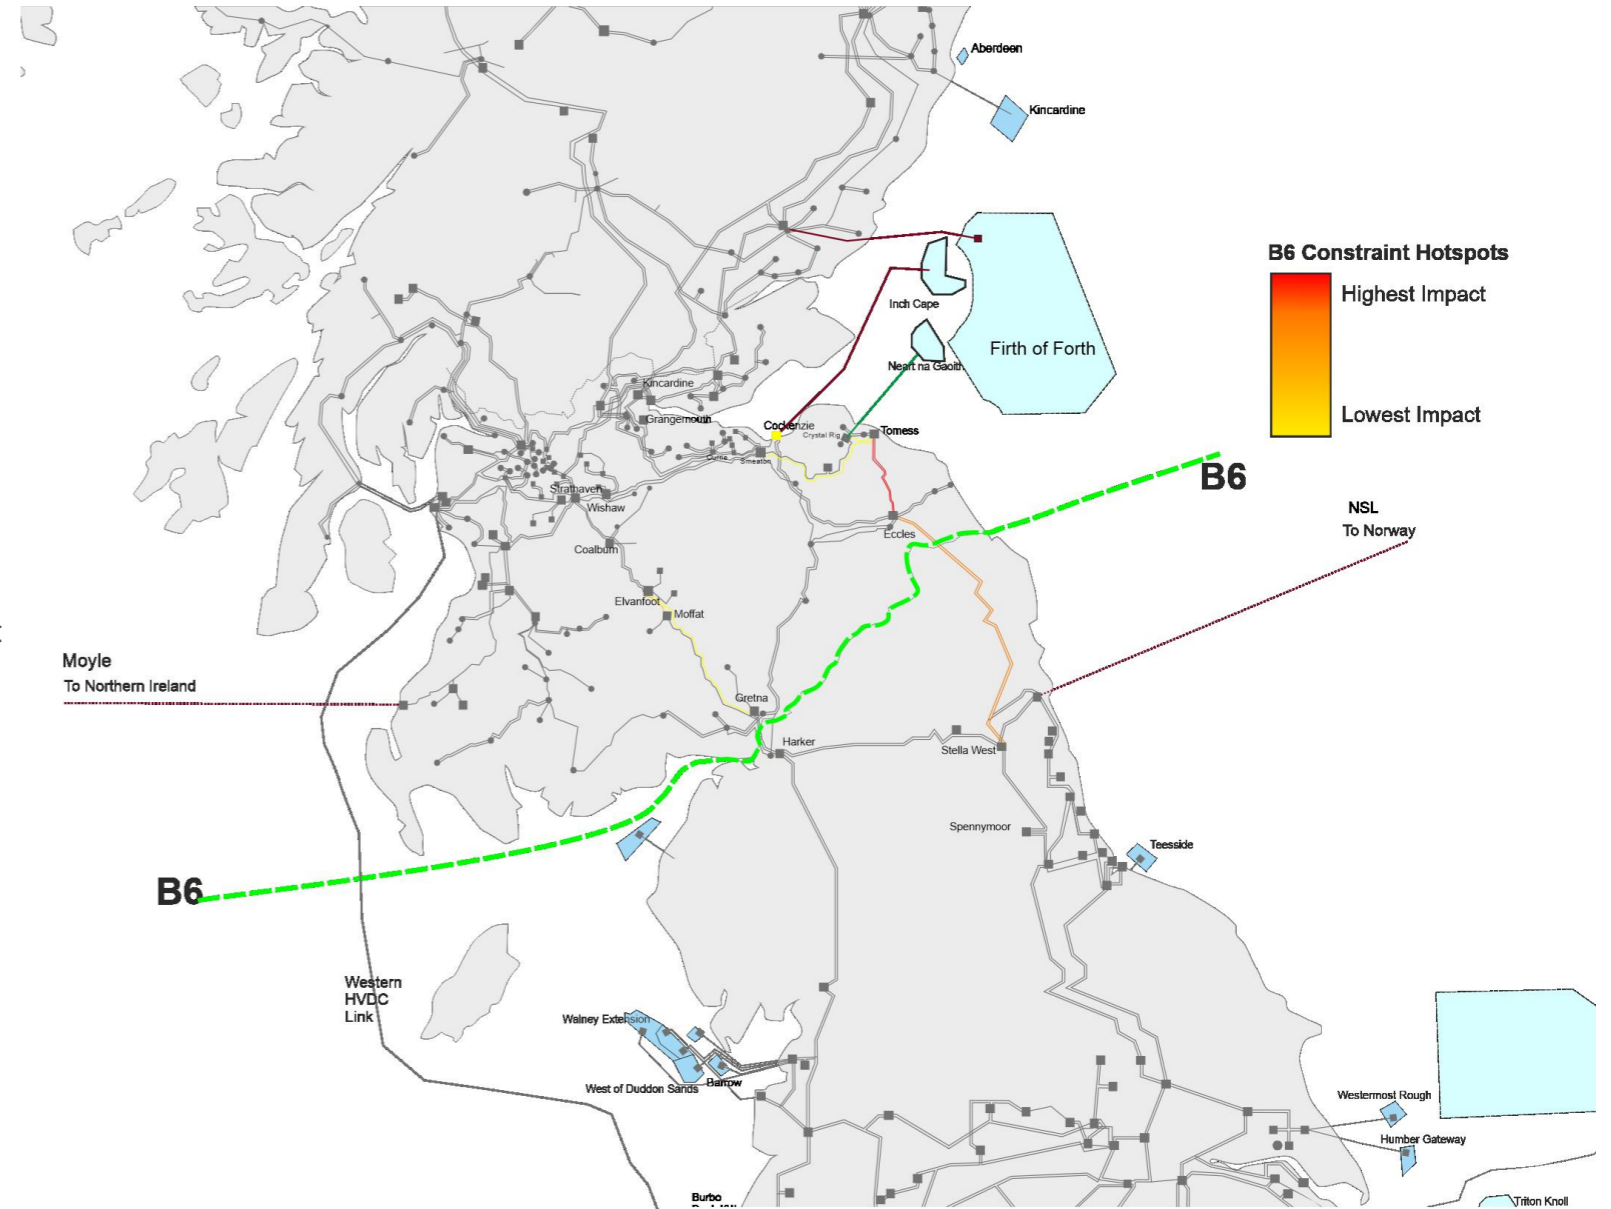 Aberdeen
Kincardine
B6 Constraint Hotspots
Highest Impact
Lowest Impact
Inch Cape
Firth of Forth
Neart na Gaoith
Kincardine
Grangemouth
Cockenzie
Crystal Rig
Torness
Currie
Smeaton
B6
Strathaven
Wishaw
NSL
To Norway
Eccles
Coalburn
Elvanfoot
Moffat
Moyle
To Northern Ireland
Gretna
Harker
Stella West
Spennymoor
Teesside
B6
Western
HVDC
Link
Walney Extension
West of Duddon Sands
Barrow
Westermost Rough
Humber Gateway
Burbo
Triton Knoll